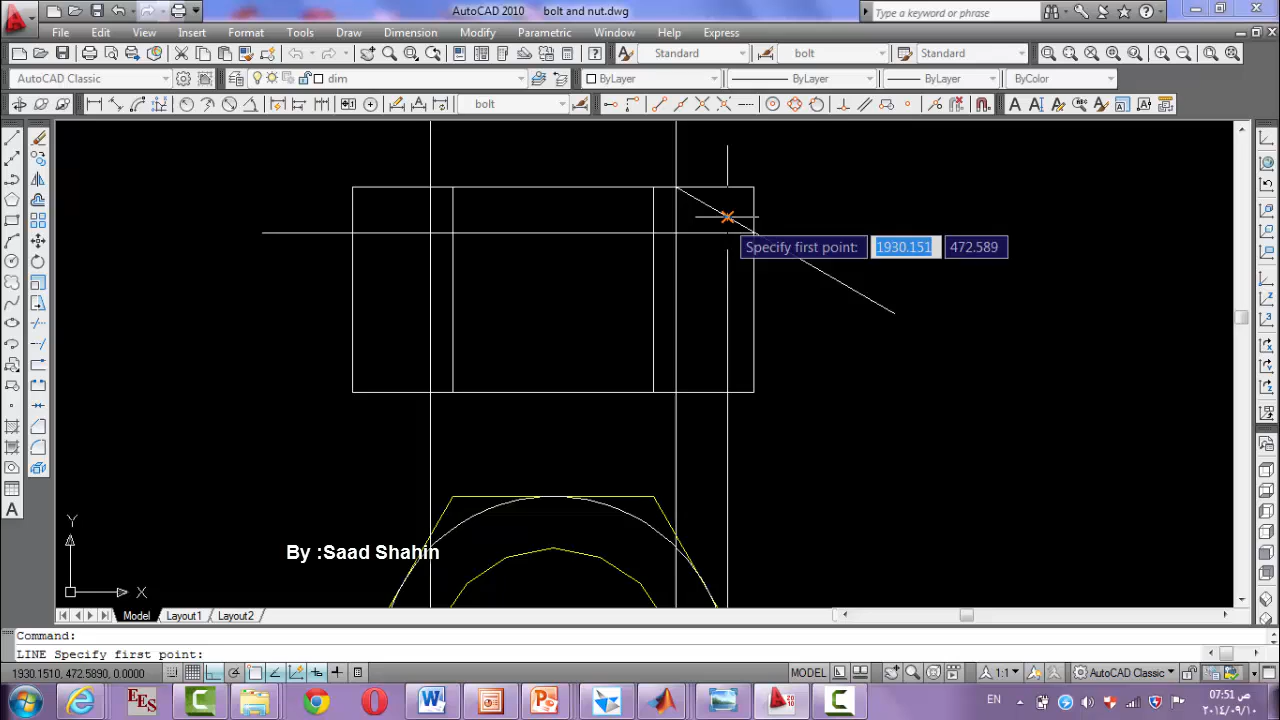 AutoCAD 2010 bolt and nut.dwg
Type a keyword or phrase
File Edit View Insert Format Tools Draw Dimension Modify Parametric Window Help Express
Standard bolt Standard
AutoCAD Classic dim ByLayer ByLayer ByLayer ByColor
bolt
Specify first point: 1930.151 472.589
By :Saad Shahin
Y
X
Model Layout1 Layout2
Command:
LINE Specify first point:
1930.1510, 472.5890, 0.0000 MODEL 1:1 AutoCAD Classic
EN 07:51 ص
٢٠١٤/٠٩/١٠